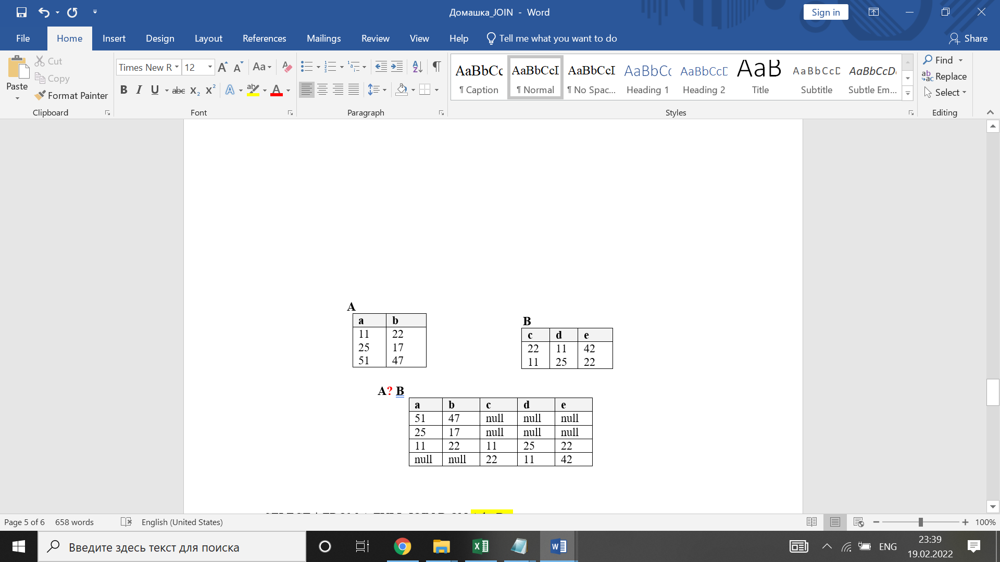 Домашка_JOIN - Word
Sign in
File Home Insert Design Layout References Mailings Review View Help Tell me what you want to do Share
Paste
Cut
Copy
Format Painter
Clipboard
Times New R 12
Font
Paragraph
AaBbCc AaBbCcI AaBbCcI AaBbCc AaBbCcD AaB AaBbCcD AaBbCcDc
¶ Caption ¶ Normal ¶ No Spac... Heading 1 Heading 2 Title Subtitle Subtle Em...
Styles
Find
Replace
Select
Editing
A
a b
11 22
25 17
51 47
B
c d e
22 11 42
11 25 22
A? B
a b c d e
51 47 null null null
25 17 null null null
11 22 11 25 22
null null 22 11 42
Page 5 of 6 658 words English (United States) 100%
Введите здесь текст для поиска
ENG
23:39
19.02.2022